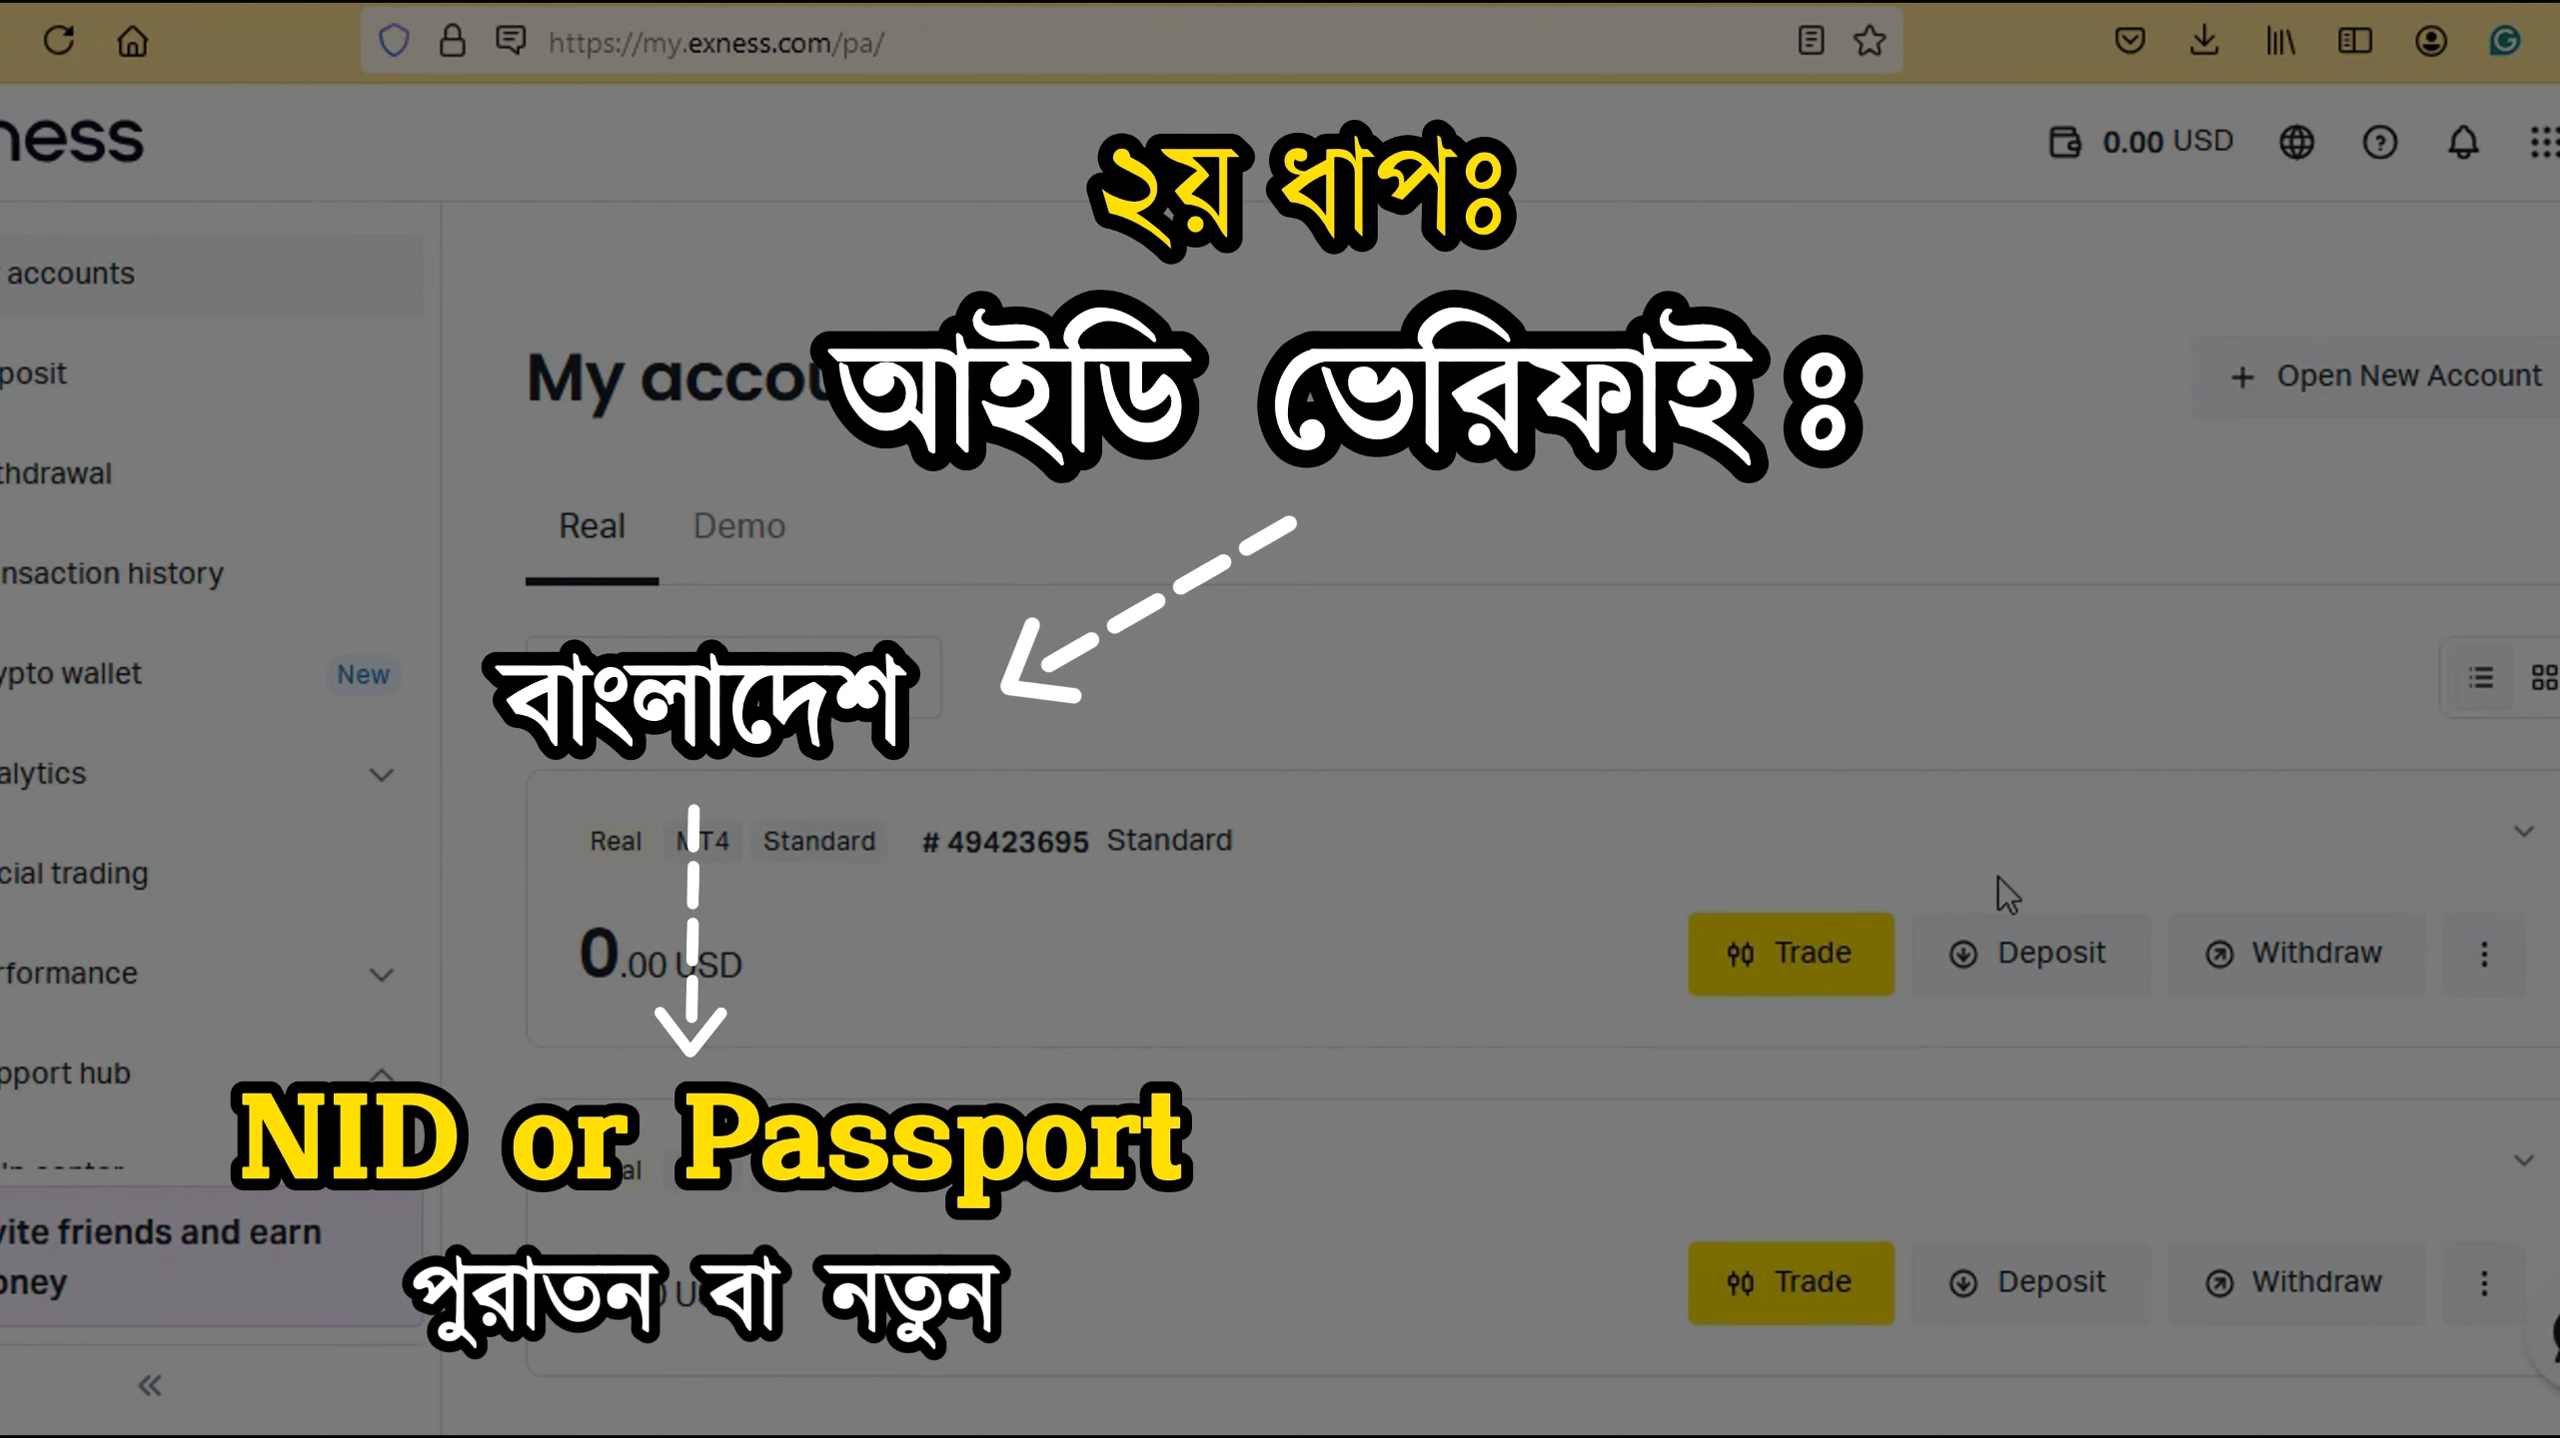 https://my.exness.com/pa/
ness
0.00 USD
২য় ধাপঃ
accounts
আইডি ভেরিফাই ঃ
My accou
+ Open New Account
posit
thdrawal
Real Demo
nsaction history
বাংলাদেশ
ypto wallet New
alytics
Real MT4 Standard # 49423695 Standard
cial trading
0.00 USD
Trade Deposit Withdraw
rformance
pport hub
NID or Passport
vite friends and earn
oney
পুরাতন বা নতুন
Trade Deposit Withdraw